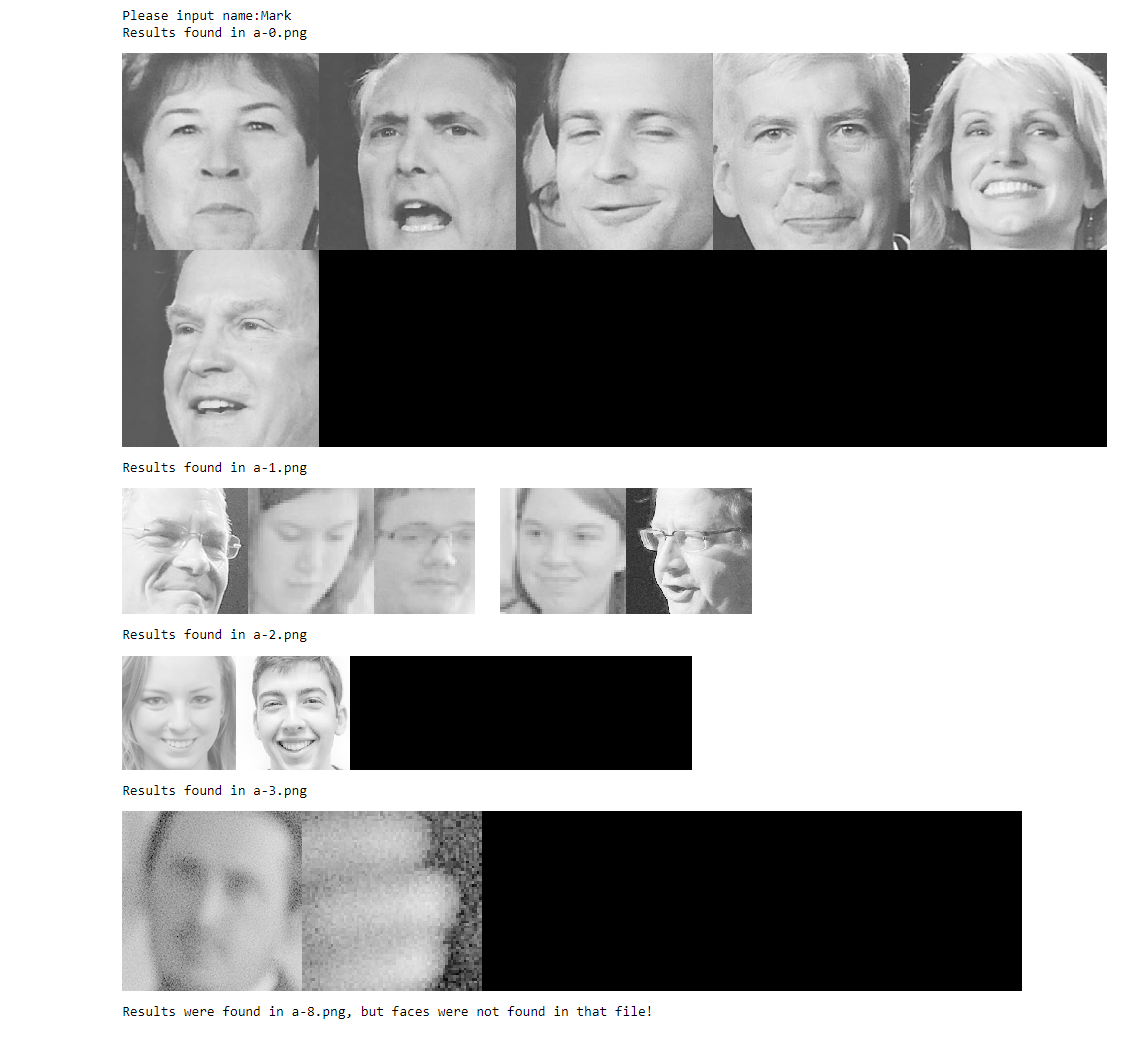 Please input name:Mark
Results found in a-0.png
Results found in a-1.png
Results found in a-2.png
Results found in a-3.png
Results were found in a-8.png, but faces were not found in that file!